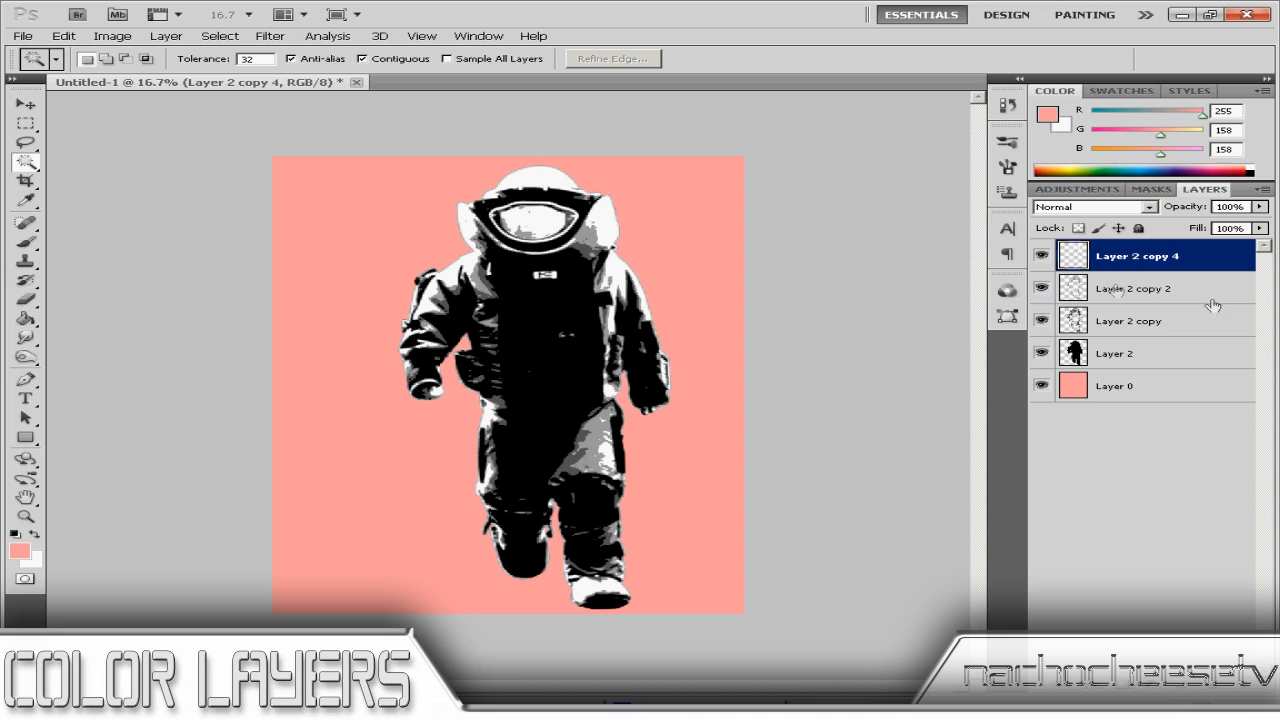 Ps Br Mb 16.7 ESSENTIALS DESIGN PAINTING
File Edit Image Layer Select Filter Analysis 3D View Window Help
Tolerance: 32 Anti-alias Contiguous Sample All Layers Refine Edge...
Untitled-1 @ 16.7% (Layer 2 copy 4, RGB/8) *
COLOR SWATCHES STYLES
R 255
G 158
B 158
ADJUSTMENTS MASKS LAYERS
Normal Opacity: 100%
Lock: Fill: 100%
Layer 2 copy 4
Layer 2 copy 2
Layer 2 copy
Layer 2
Layer 0
COLOR LAYERS
nachocheesetv